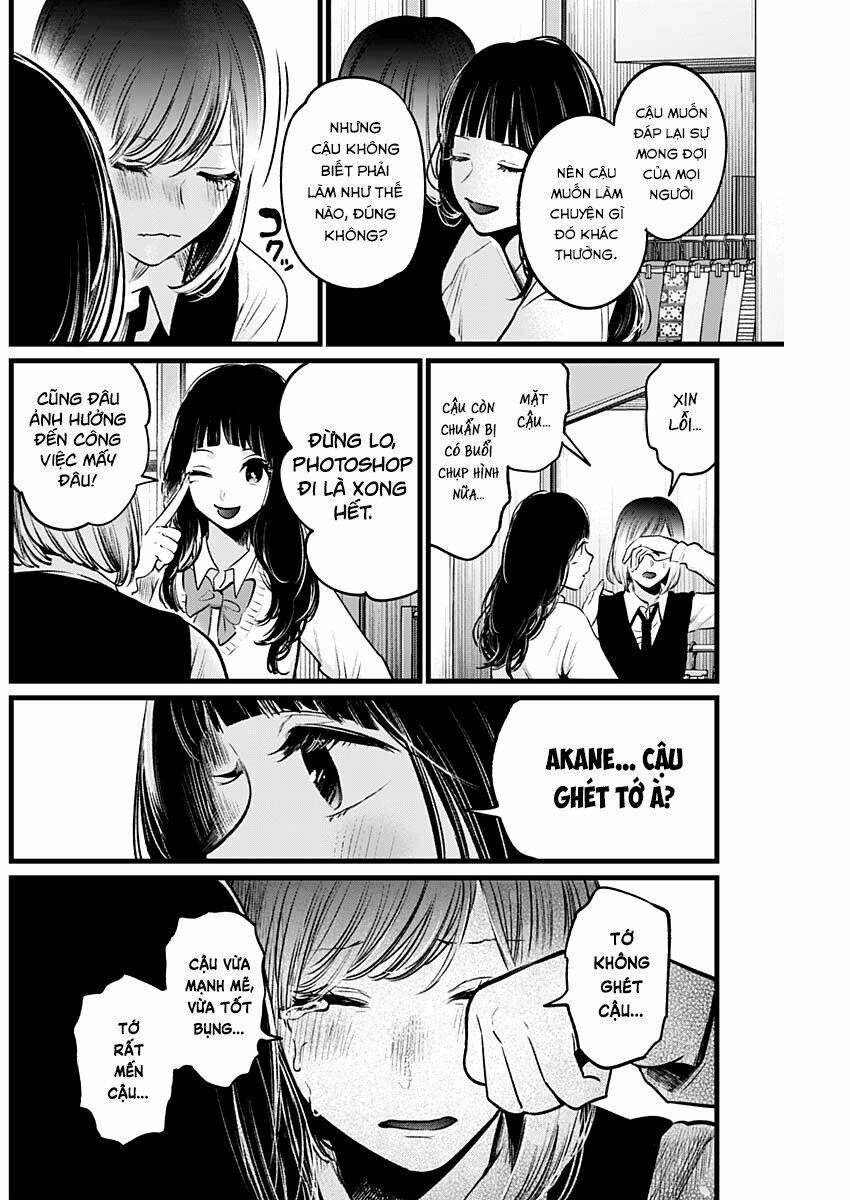 CẬU MUỐN
ĐÁP LẠI SỰ
MONG ĐỢI
CỦA MỌI
NGƯỜI
NÊN CẬU
MUỐN LÀM
CHUYỆN GÌ
ĐÓ KHÁC
THƯỜNG.
NHƯNG
CẬU KHÔNG
BIẾT PHẢI
LÀM NHƯ THẾ
NÀO, ĐÚNG
KHÔNG?
コクッ
XIN
LỖI...
MẶT
CẬU...
CẬU CÒN
CHUẨN BỊ
CÓ BUỔI
CHỤP HÌNH
NỮA...
ĐỪNG LO,
PHOTOSHOP
ĐI LÀ XONG
HẾT.
CŨNG ĐÂU
ẢNH HƯỞNG
ĐẾN CÔNG
VIỆC MẤY
ĐÂU!
AKANE... CẬU
GHÉT TỚ À?
TỚ
KHÔNG
GHÉT
CẬU...
CẬU VỪA
MẠNH MẼ,
VỪA TỐT
BỤNG...
TỚ
RẤT
MẾN
CẬU...